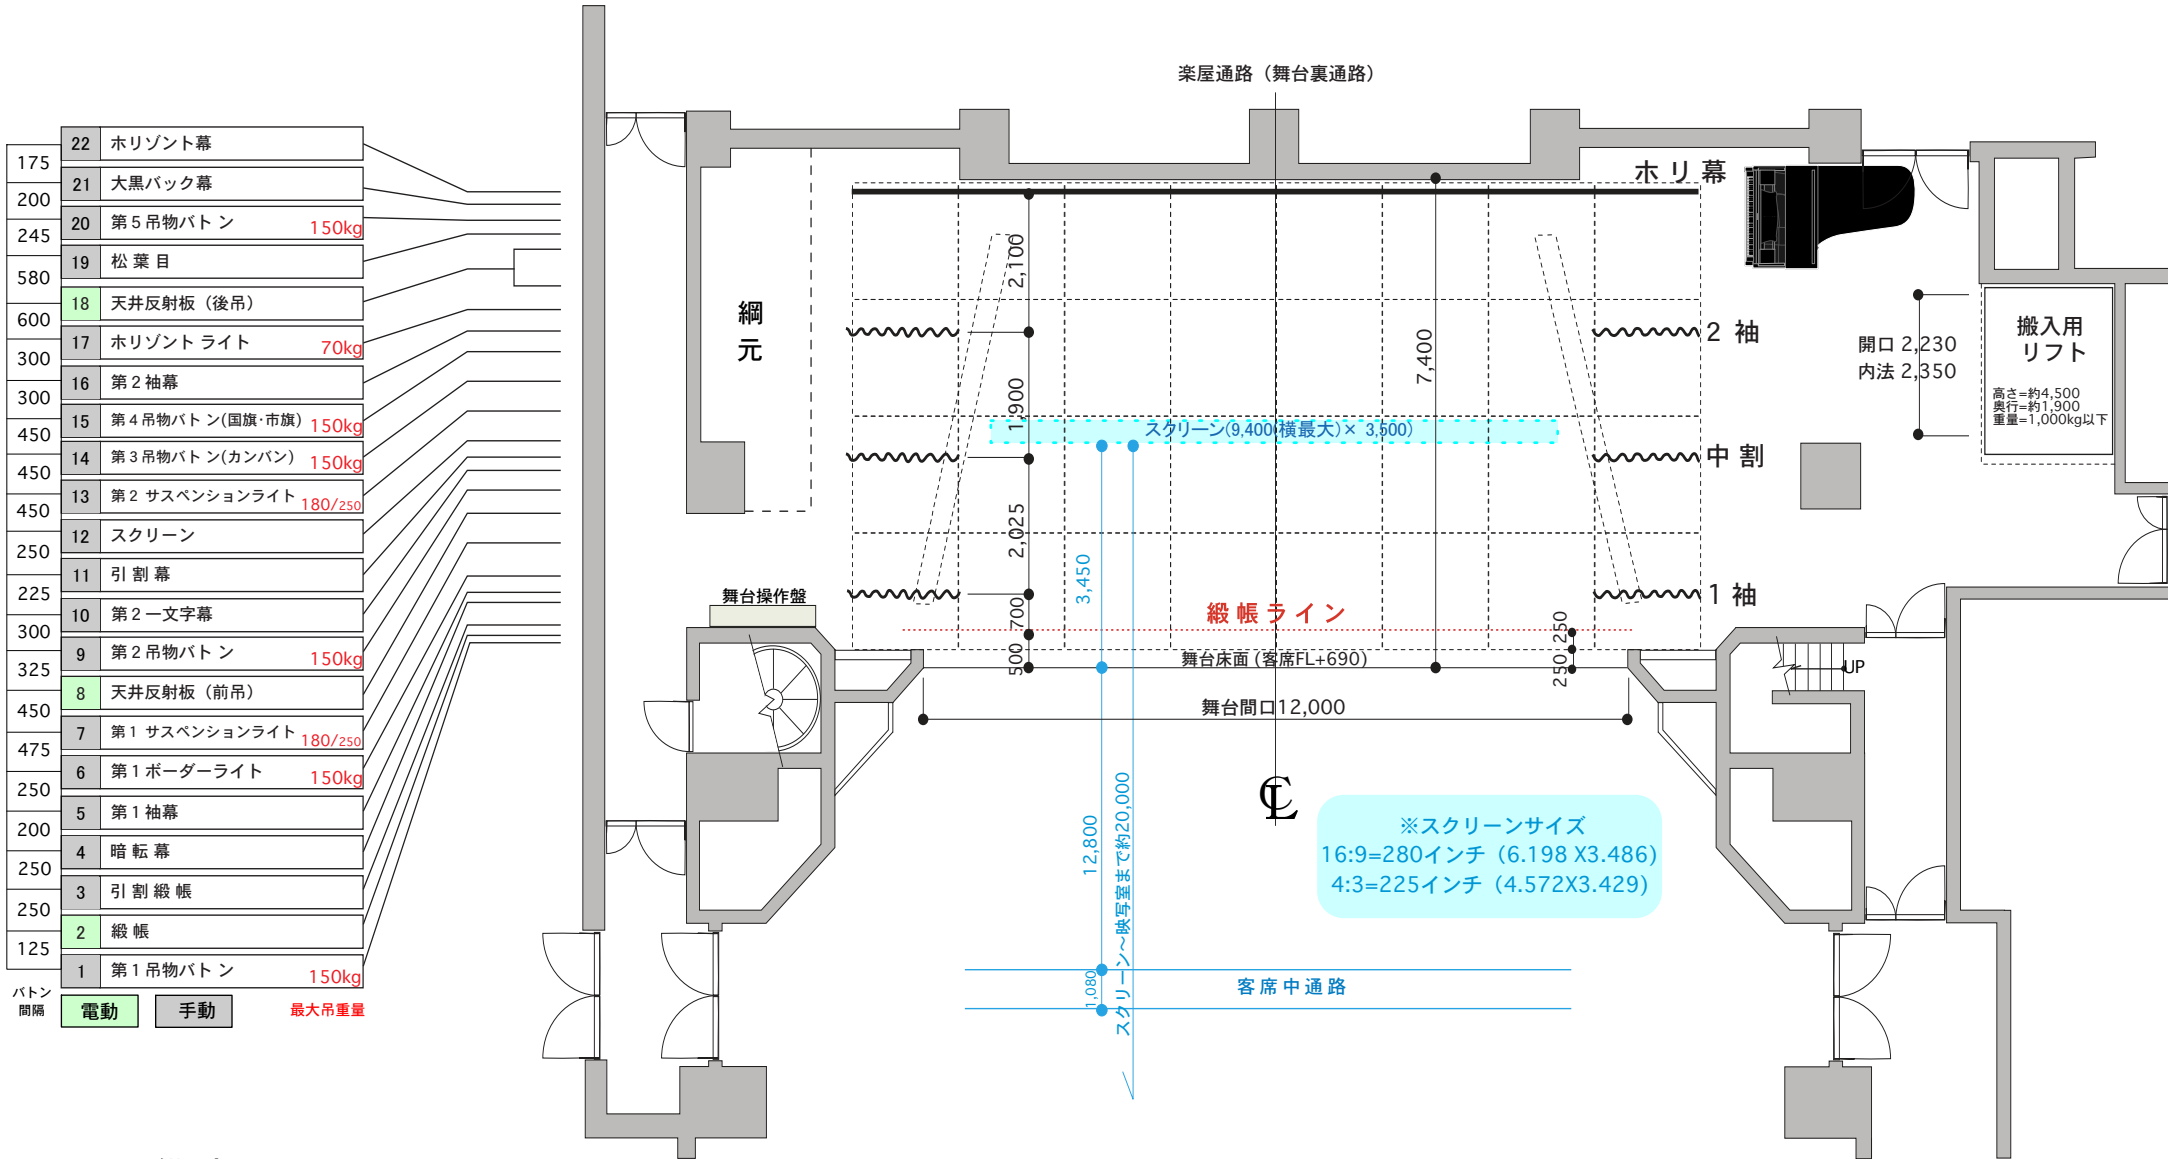 楽屋通路（舞台裏通路）
22 ホリゾント幕
175
21 大黒バック幕
200
20 第5吊物バトン 150kg
245
19 松葉目
580
18 天井反射板（後吊）
600
17 ホリゾントライト 70kg
300
16 第2袖幕
300
15 第4吊物バトン(国旗・市旗) 150kg
450
14 第3吊物バトン(カンバン) 150kg
450
13 第2 サスペンションライト 180/250
450
12 スクリーン
250
11 引割幕
225
10 第2一文字幕
300
9 第2吊物バトン 150kg
325
8 天井反射板（前吊）
450
7 第1 サスペンションライト 180/250
475
6 第1ボーダーライト 150kg
250
5 第1袖幕
200
4 暗転幕
250
3 引割緞帳
250
2 緞帳
125
1 第1吊物バトン 150kg
バトン
間隔
電動
手動
最大吊重量
ホリ幕
綱
元
2,100
7,400
2 袖
1,900
スクリーン(9,400(横最大)× 3,500)
中割
2,025
3,450
1 袖
700
緞帳ライン
500
舞台床面 (客席FL+690)
250
250
舞台間口12,000
舞台操作盤
UP
開口 2,230
内法 2,350
搬入用
リフト
高さ=約4,500
奥行=約1,900
重量=1,000kg以下
CL
※スクリーンサイズ
16:9=280インチ（6.198 X3.486)
4:3=225インチ（4.572X3.429)
12,800
スクリーン～映写室まで約20,000
1,080
客席中通路